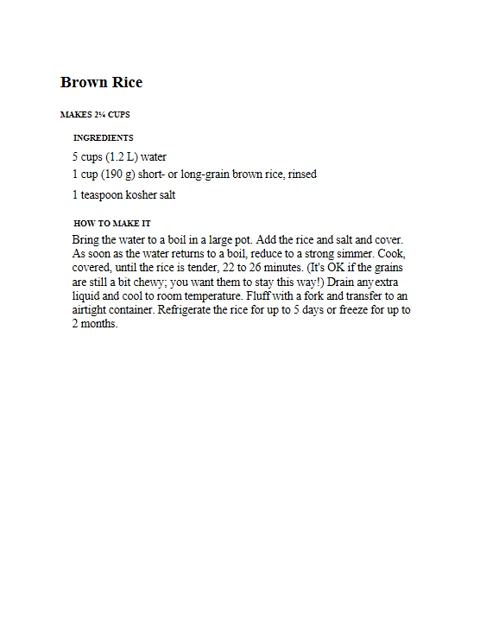 Brown Rice
MAKES 2¼ CUPS
INGREDIENTS
5 cups (1.2 L) water
1 cup (190 g) short- or long-grain brown rice, rinsed
1 teaspoon kosher salt
HOW TO MAKE IT
Bring the water to a boil in a large pot. Add the rice and salt and cover.
As soon as the water returns to a boil, reduce to a strong simmer. Cook,
covered, until the rice is tender, 22 to 26 minutes. (It's OK if the grains
are still a bit chewy; you want them to stay this way!) Drain any extra
liquid and cool to room temperature. Fluff with a fork and transfer to an
airtight container. Refrigerate the rice for up to 5 days or freeze for up to
2 months.